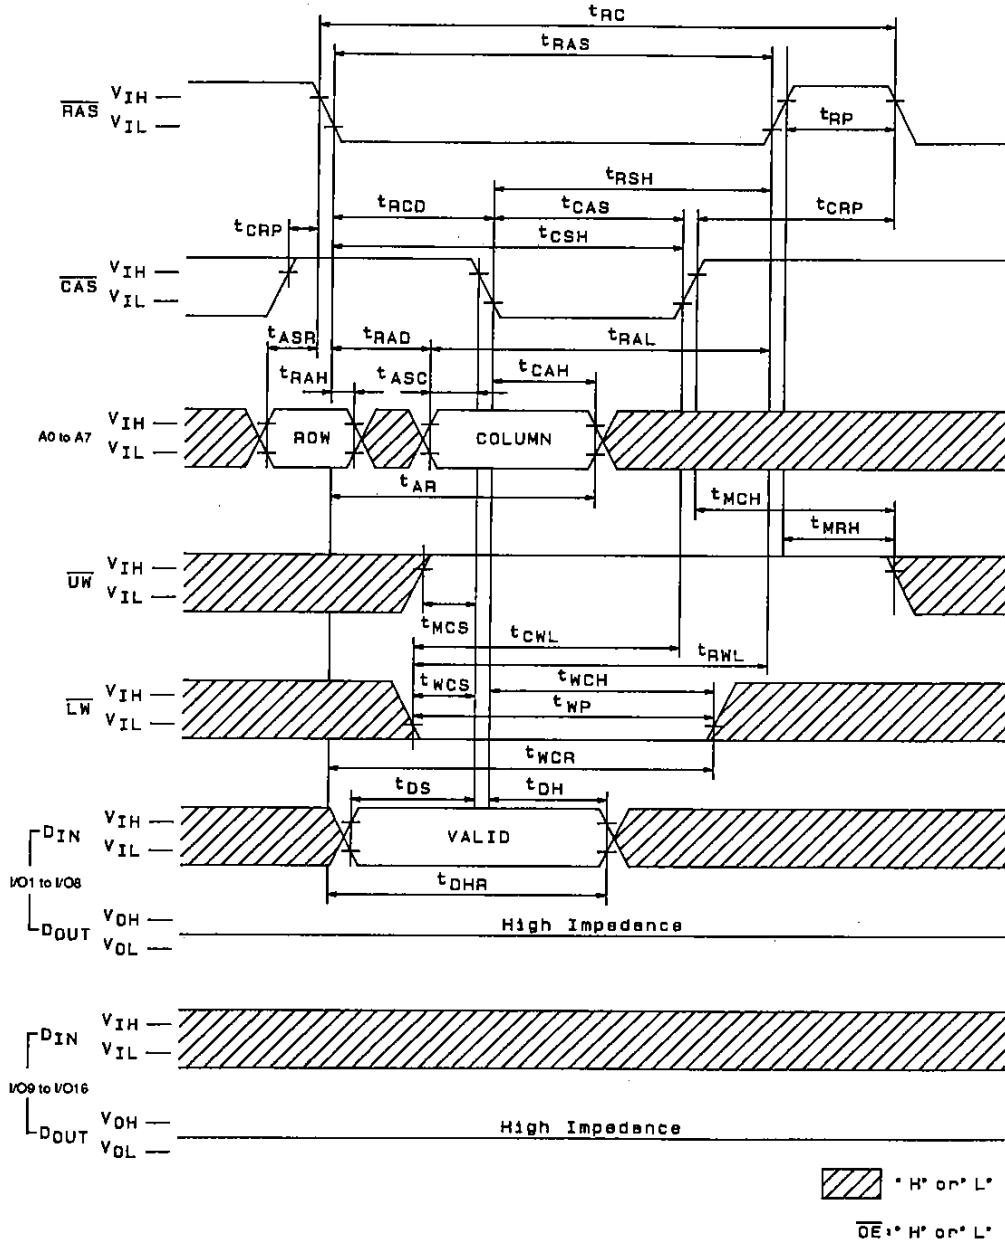 tRC
tRAS
RAS VIH
VIL
tRP
tRSH
tRCD tCAS tCRP
tCRP
tCSH
CAS VIH
VIL
tASR tRAD tRAL
tRAH tASC tCAH
A0 to A7 VIH
VIL
ROW COLUMN
tAR
tMCH
tMRH
UW VIH
VIL
tMCS tCWL
tRWL
tWCS tWCH
LW VIH
VIL
tWP
tWCR
tDS tDH
DIN VIH
VIL
VALID
I/O1 to I/O8
tDHR
DOUT VOH
VOL
High Impedance
DIN VIH
VIL
I/O9 to I/O16
DOUT VOH
VOL
High Impedance
"H" or "L"
OE: "H" or "L"